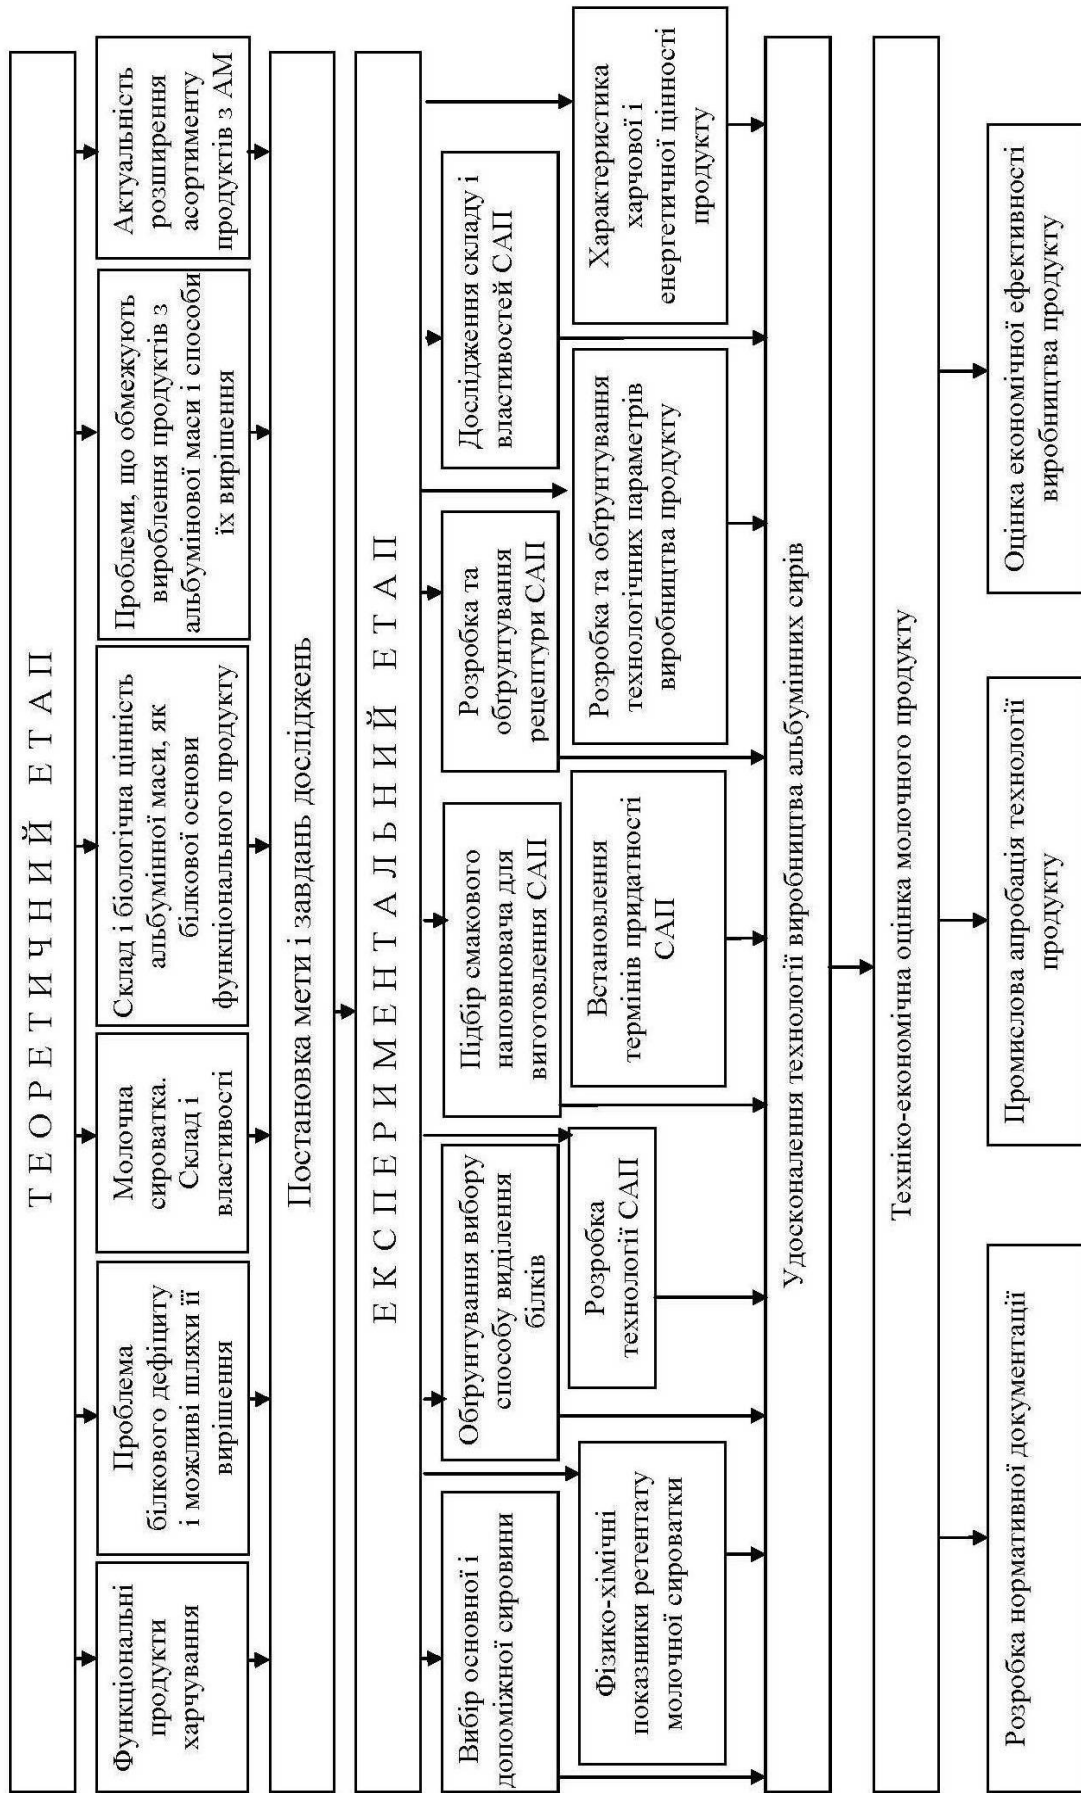 ТЕОРЕТИЧНИЙ ЕТАП
Функціональні
продукти
харчування
Проблема
білкового дефіциту
і можливі шляхи її
вирішення
Молочна
сироватка.
Склад і
властивості
Склад і біологічна цінність
альбумінної маси, як
білкової основи
функціонального продукту
Проблеми, що обмежують
вироблення продуктів з
альбумінової маси і способи
їх вирішення
Актуальність
розширення
асортименту
продуктів з АМ
Постановка мети і завдань досліджень
ЕКСПЕРИМЕНТАЛЬНИЙ ЕТАП
Вибір основної і
допоміжної сировини
Обґрунтування вибору
способу виділення
білків
Підбір смакового
наповнювача для
виготовлення САП
Розробка та
обґрунтування
рецептури САП
Дослідження складу і
властивостей САП
Фізико-хімічні
показники ретентату
молочної сироватки
Розробка
технології САП
Встановлення
термінів придатності
САП
Розробка та обґрунтування
технологічних параметрів
виробництва продукту
Характеристика
харчової і
енергетичної цінності
продукту
Удосконалення технології виробництва альбумінних сирів
Техніко-економічна оцінка молочного продукту
Розробка нормативної документації
Промислова апробація технології
продукту
Оцінка економічної ефективності
виробництва продукту